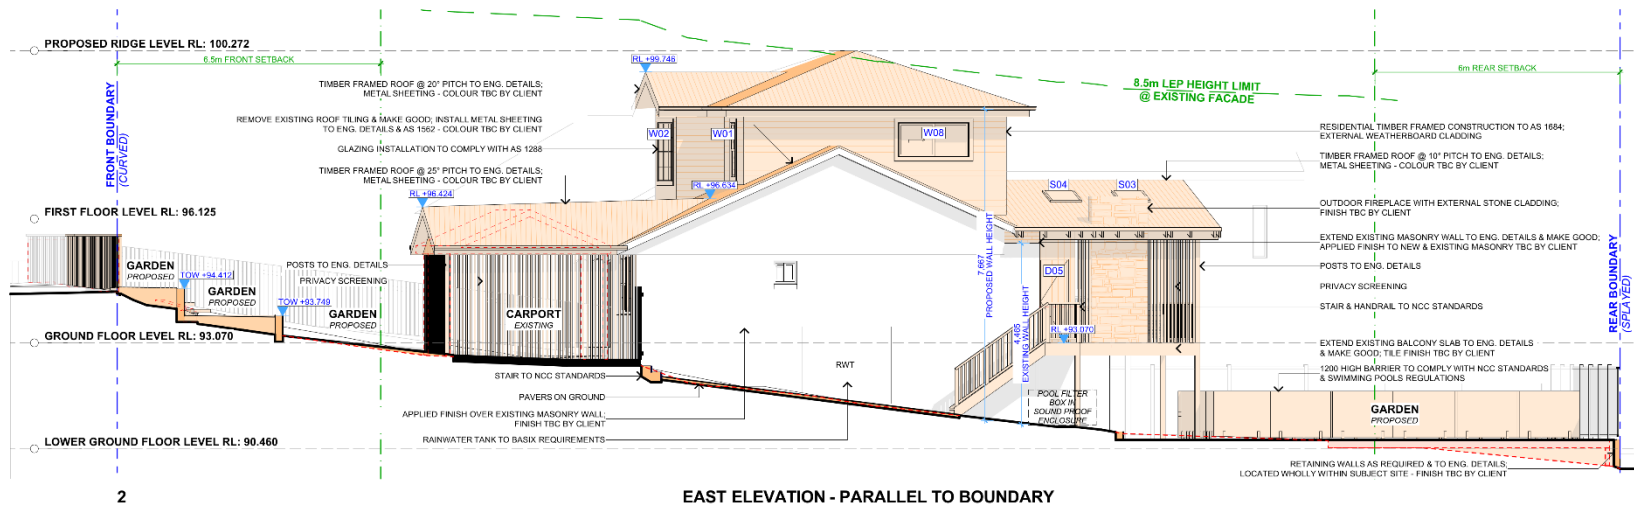 PROPOSED RIDGE LEVEL RL: 100.272
6.5m FRONT SETBACK
FRONT BOUNDARY
(CURVED)
TIMBER FRAMED ROOF @ 20° PITCH TO ENG. DETAILS;
METAL SHEETING - COLOUR TBC BY CLIENT
REMOVE EXISTING ROOF TILING & MAKE GOOD; INSTALL METAL SHEETING
TO ENG. DETAILS & AS 1562 - COLOUR TBC BY CLIENT
GLAZING INSTALLATION TO COMPLY WITH AS 1288
TIMBER FRAMED ROOF @ 25° PITCH TO ENG. DETAILS;
METAL SHEETING - COLOUR TBC BY CLIENT
RL +99.746
W02
W01
W08
RL +96.424
RL +96.634
8.5m LEP HEIGHT LIMIT
@ EXISTING FACADE
6m REAR SETBACK
RESIDENTIAL TIMBER FRAMED CONSTRUCTION TO AS 1684;
EXTERNAL WEATHERBOARD CLADDING
TIMBER FRAMED ROOF @ 10° PITCH TO ENG. DETAILS;
METAL SHEETING - COLOUR TBC BY CLIENT
S04
S03
OUTDOOR FIREPLACE WITH EXTERNAL STONE CLADDING;
FINISH TBC BY CLIENT
EXTEND EXISTING MASONRY WALL TO ENG. DETAILS & MAKE GOOD;
APPLIED FINISH TO NEW & EXISTING MASONRY TBC BY CLIENT
POSTS TO ENG. DETAILS
PRIVACY SCREENING
STAIR & HANDRAIL TO NCC STANDARDS
EXTEND EXISTING BALCONY SLAB TO ENG. DETAILS
& MAKE GOOD; TILE FINISH TBC BY CLIENT
1200 HIGH BARRIER TO COMPLY WITH NCC STANDARDS
& SWIMMING POOLS REGULATIONS
REAR BOUNDARY
(SPLAYED)
FIRST FLOOR LEVEL RL: 96.125
GARDEN
PROPOSED
TOW +94.412
GARDEN
PROPOSED
TOW +93.749
GARDEN
PROPOSED
POSTS TO ENG. DETAILS
PRIVACY SCREENING
CARPORT
EXISTING
7,667
PROPOSED WALL HEIGHT
4,465
EXISTING WALL HEIGHT
D05
RL +93.070
GROUND FLOOR LEVEL RL: 93.070
STAIR TO NCC STANDARDS
PAVERS ON GROUND
APPLIED FINISH OVER EXISTING MASONRY WALL;
FINISH TBC BY CLIENT
RAINWATER TANK TO BASIX REQUIREMENTS
RWT
POOL FILTER
BOX IN
SOUND PROOF
ENCLOSURE
GARDEN
PROPOSED
LOWER GROUND FLOOR LEVEL RL: 90.460
RETAINING WALLS AS REQUIRED & TO ENG. DETAILS;
LOCATED WHOLLY WITHIN SUBJECT SITE - FINISH TBC BY CLIENT
2
EAST ELEVATION - PARALLEL TO BOUNDARY